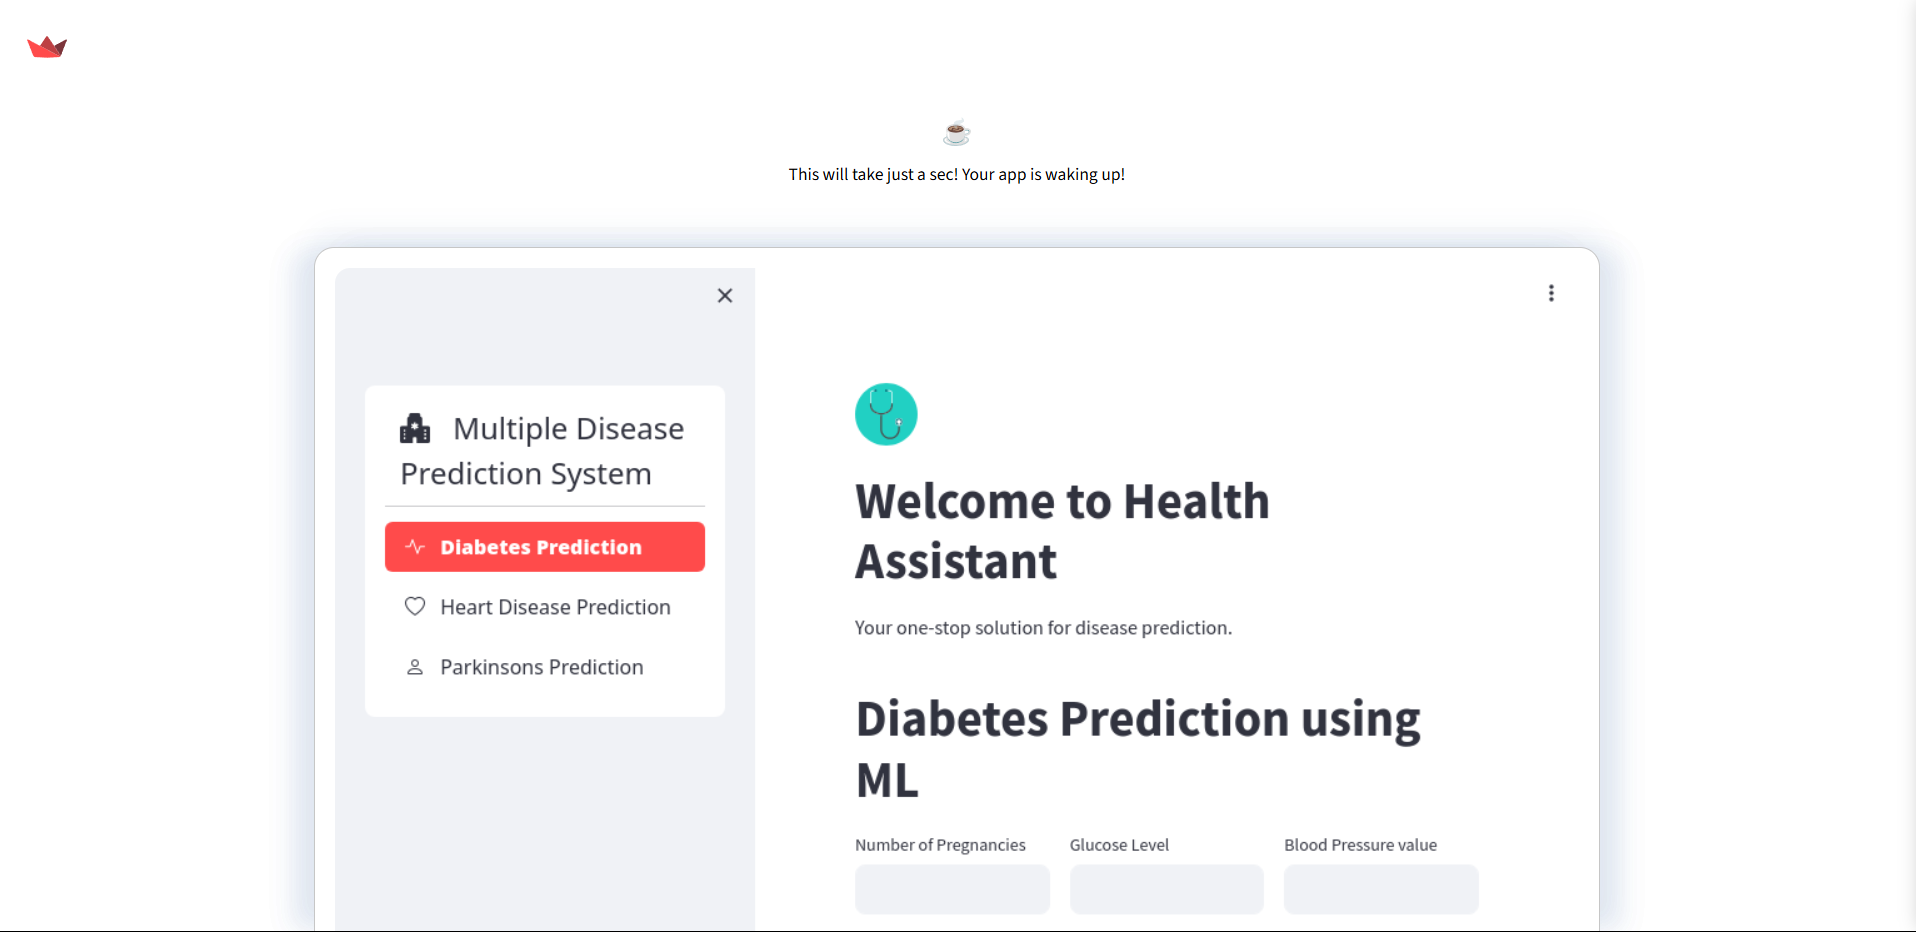 This will take just a sec! Your app is waking up!
Multiple Disease
Prediction System
Diabetes Prediction
Heart Disease Prediction
Parkinsons Prediction
Welcome to Health
Assistant
Your one-stop solution for disease prediction.
Diabetes Prediction using
ML
Number of Pregnancies
Glucose Level
Blood Pressure value